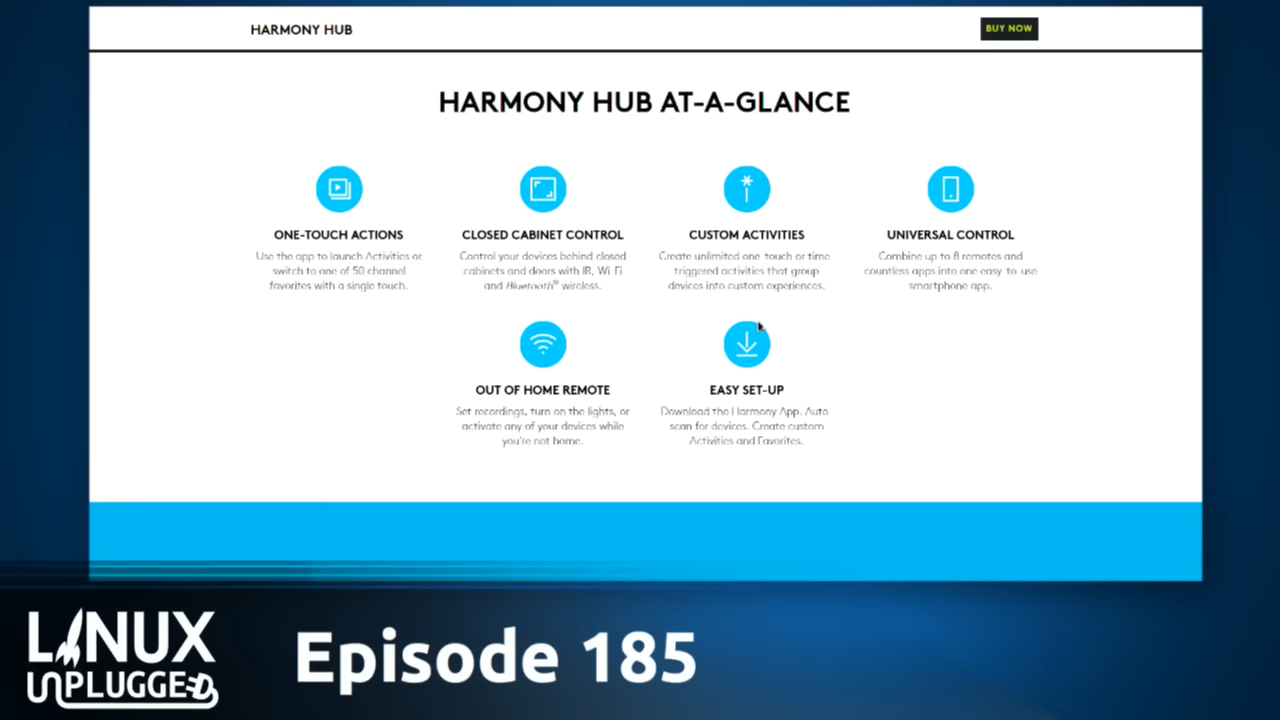 HARMONY HUB
BUY NOW
HARMONY HUB AT-A-GLANCE
ONE-TOUCH ACTIONS
Use the app to launch Activities or
switch to one of 50 channel
favorites with a single touch.
CLOSED CABINET CONTROL
Control your devices behind closed
cabinets and doors with IR, Wi-Fi
and Bluetooth® wireless.
CUSTOM ACTIVITIES
Create unlimited one-touch or time-
triggered activities that group
devices into custom experiences.
UNIVERSAL CONTROL
Combine up to 8 remotes and
countless apps into one easy-to-use
smartphone app.
OUT OF HOME REMOTE
Set recordings, turn on the lights, or
activate any of your devices while
you're not home.
EASY SET-UP
Download the Harmony App. Auto
scan for devices. Create custom
Activities and Favorites.
LINUX
UNPLUGGED
Episode 185